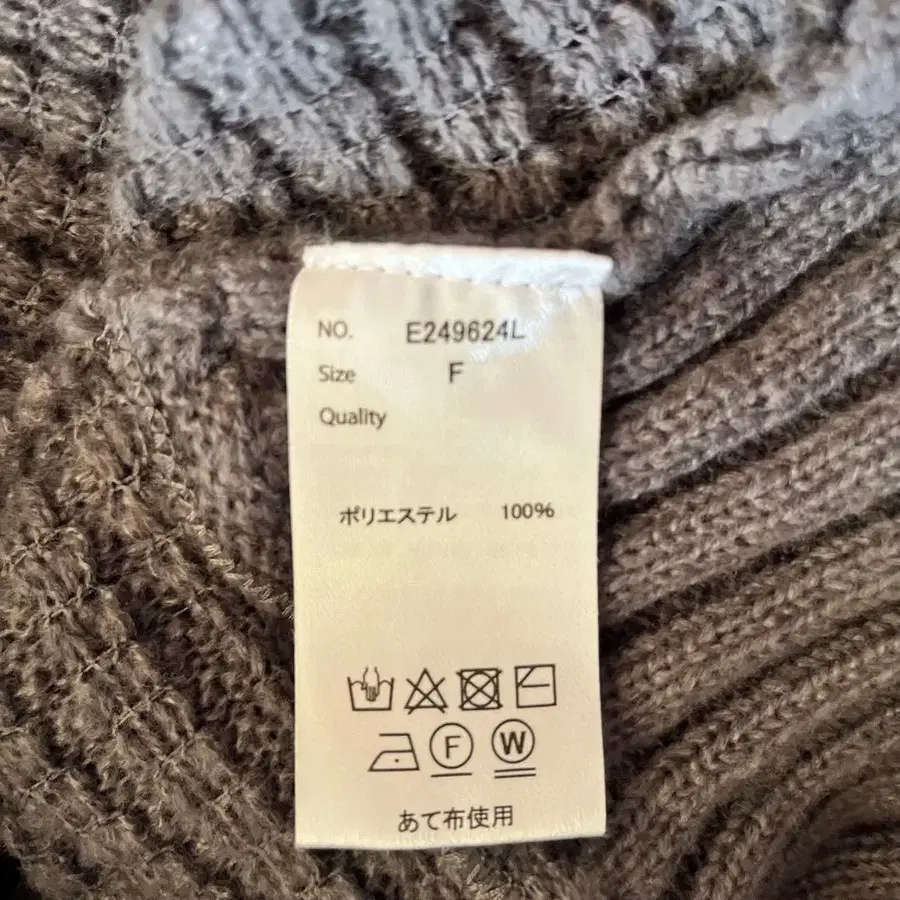 NO. E249624L
Size F
Quality
ポリエステル 100%
F W
あて布使用